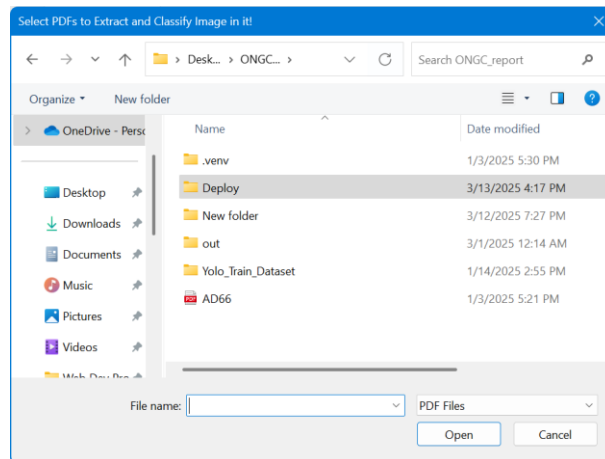 Select PDFs to Extract and Classify Image in it!
Desk... > ONGC... >
Search ONGC_report
Organize
New folder
OneDrive - Perso
Name
Date modified
.venv
1/3/2025 5:30 PM
Desktop
Deploy
3/13/2025 4:17 PM
Downloads
New folder
3/12/2025 7:27 PM
Documents
out
3/1/2025 12:14 AM
Music
Yolo_Train_Dataset
1/14/2025 2:55 PM
Pictures
PDF
AD66
1/3/2025 5:21 PM
Videos
File name:
PDF Files
Open
Cancel